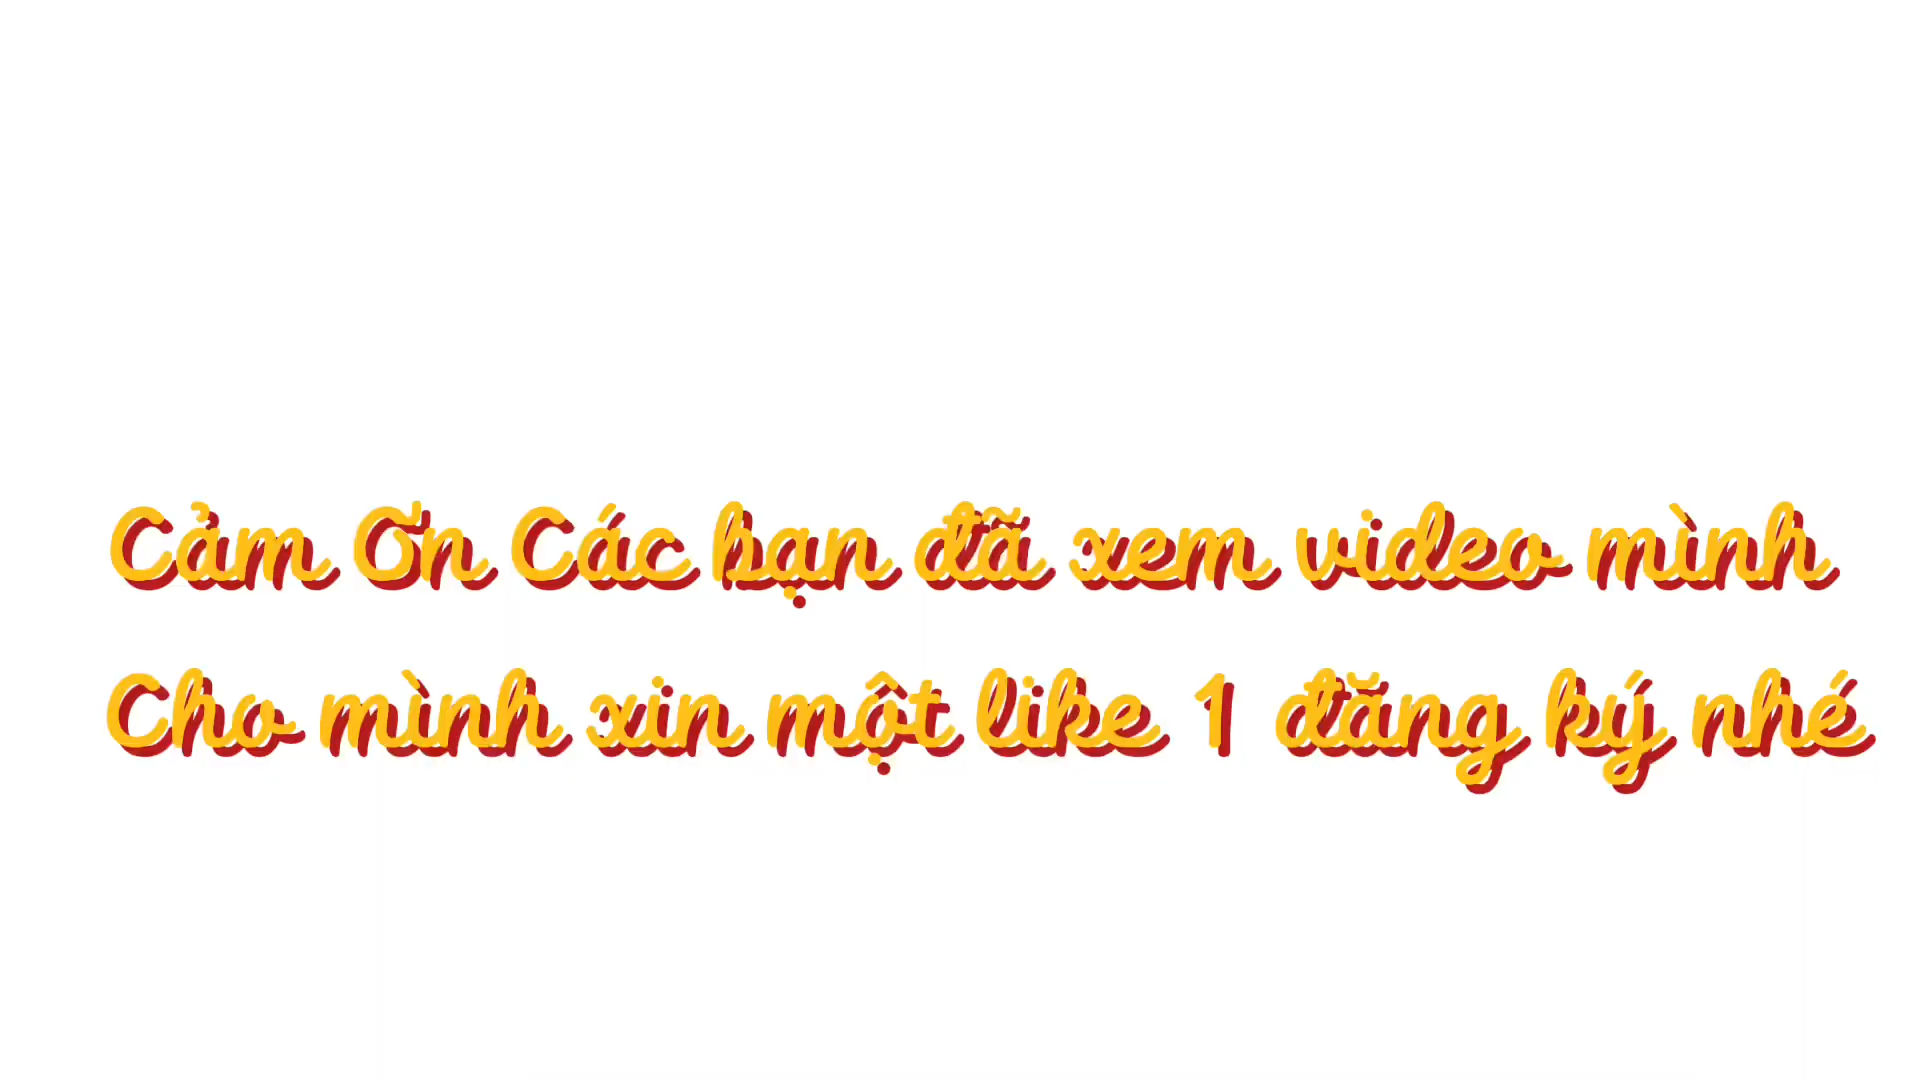 Cảm Ơn Các bạn đã xem video mình
Cho mình xin một like 1 đăng ký nhé